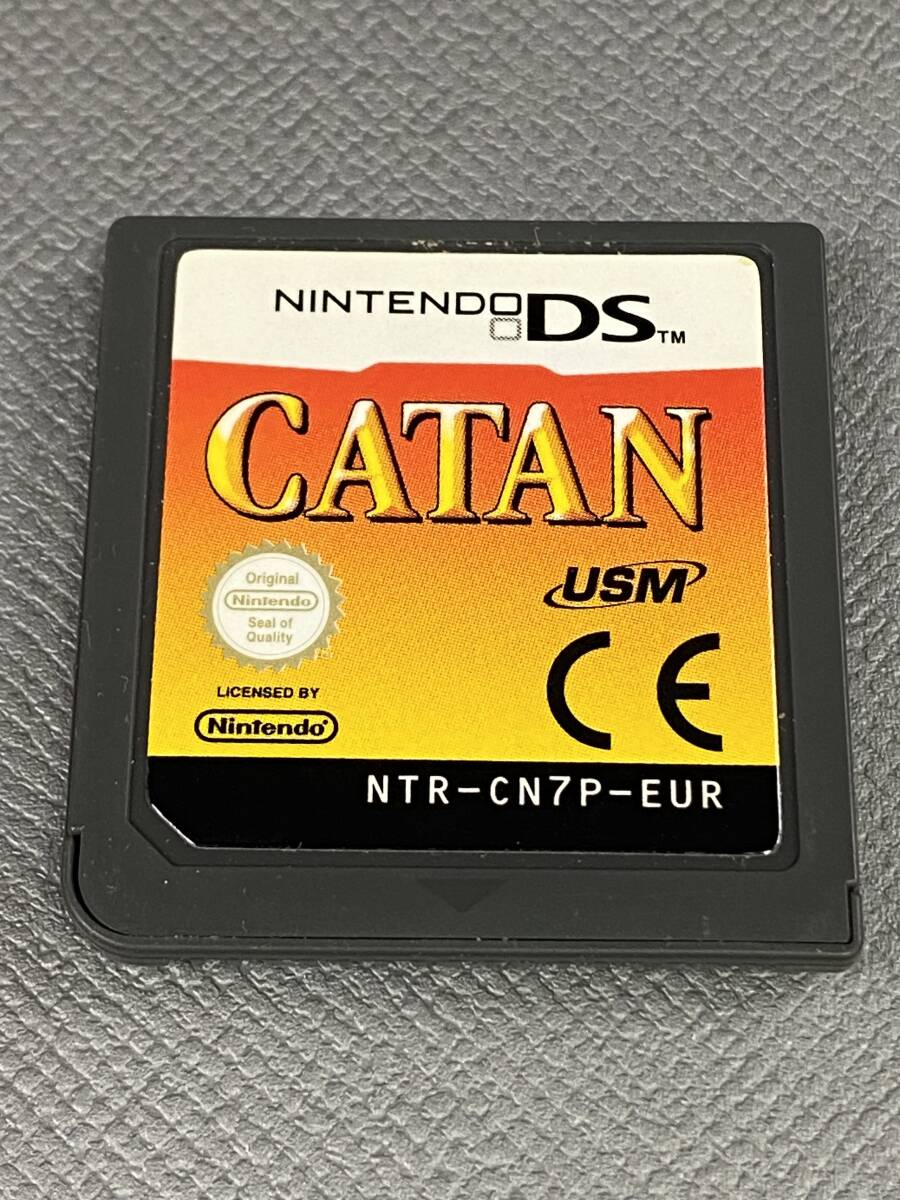 NINTENDO DS™
CATAN
Original
Nintendo
Seal of
Quality
USM
CE
LICENSED BY
Nintendo®
NTR-CN7P-EUR